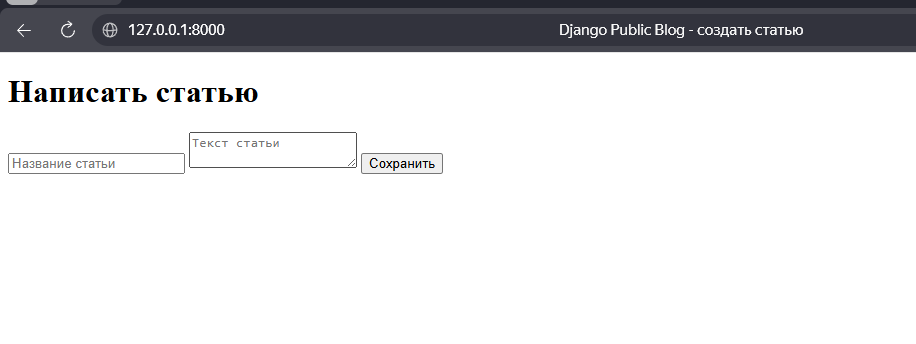 127.0.0.1:8000 Django Public Blog - создать статью
Написать статью
Название статьи Текст статьи Сохранить